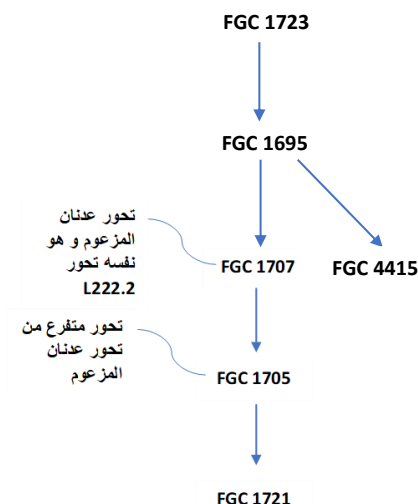 FGC 1723
FGC 1695
تحور عدنان
المزعوم و هو
نفسه تحور
L222.2
FGC 1707
FGC 4415
تحور متفرع من
تحور عدنان
المزعوم
FGC 1705
FGC 1721